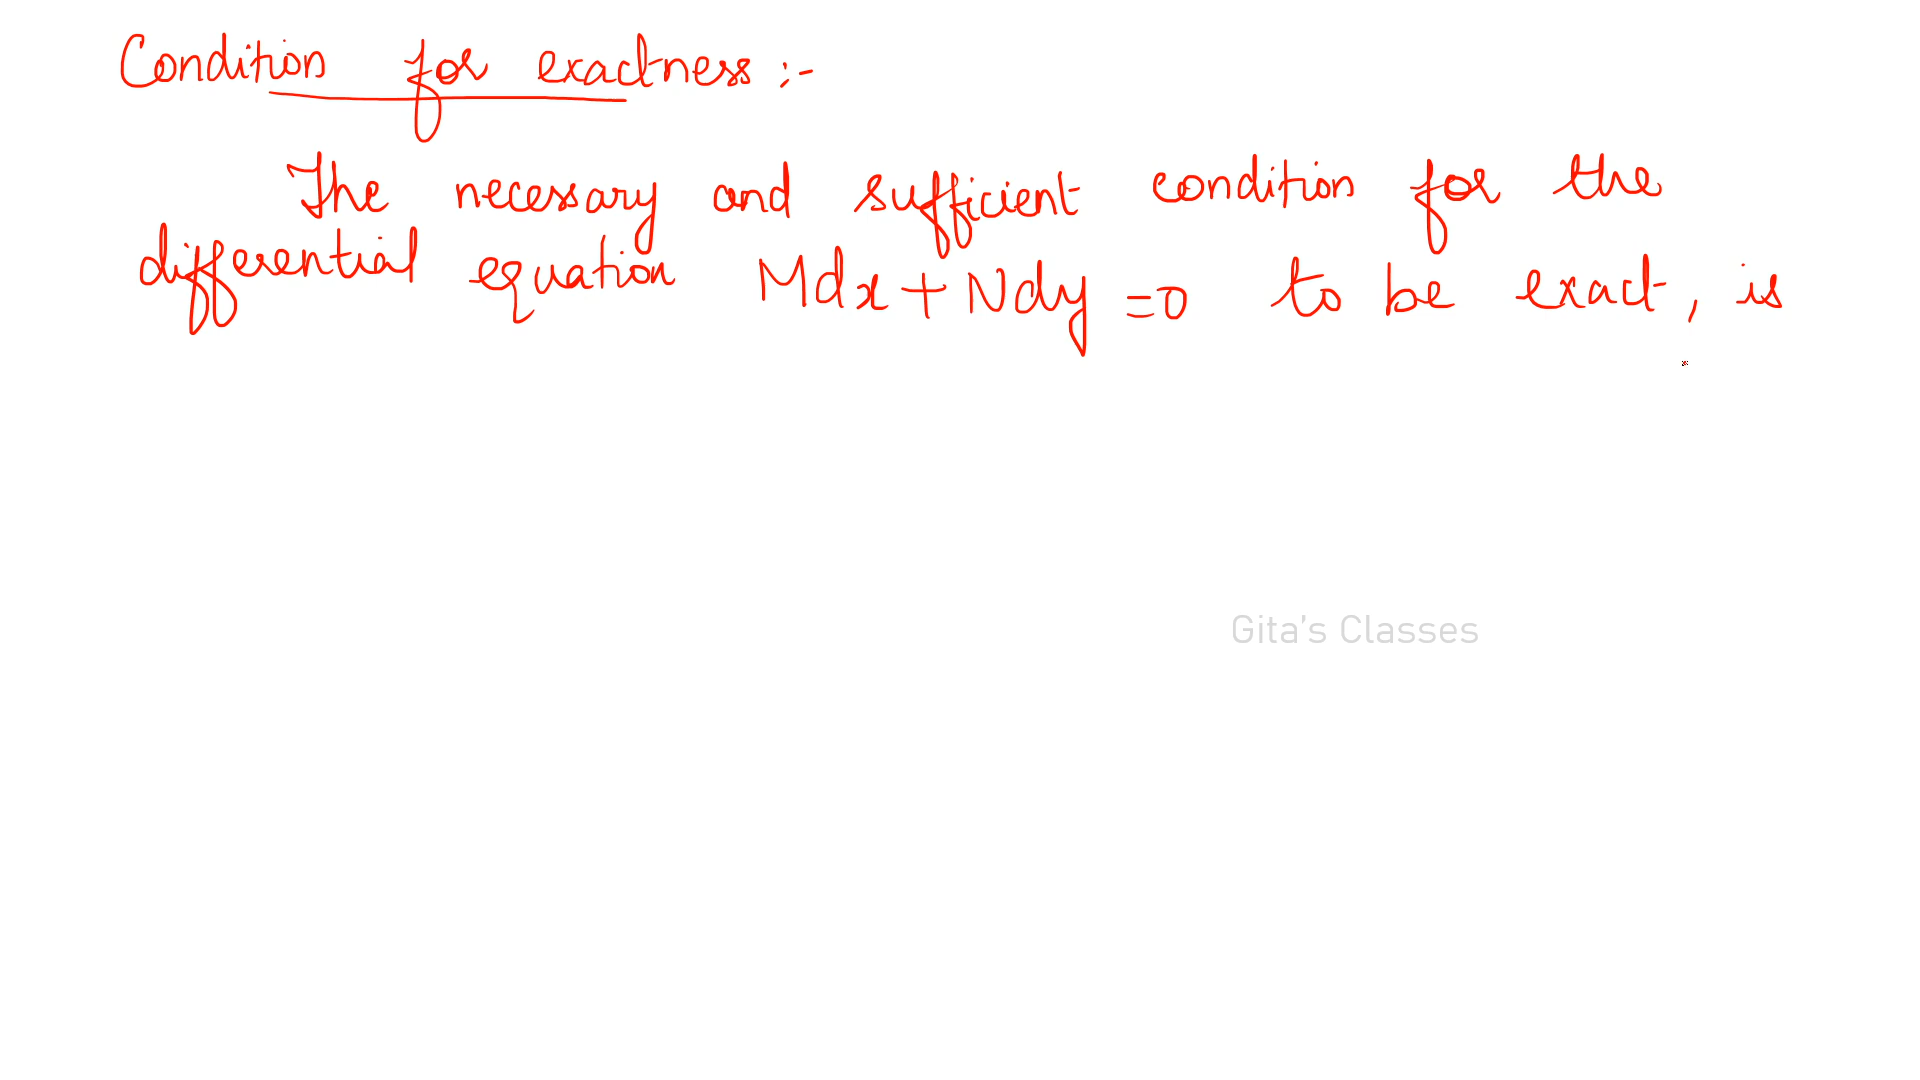 Condition for exactness :-
The necessary and sufficient condition for the
differential equation Mdx + Ndy = 0 to be exact, is
Gita's Classes